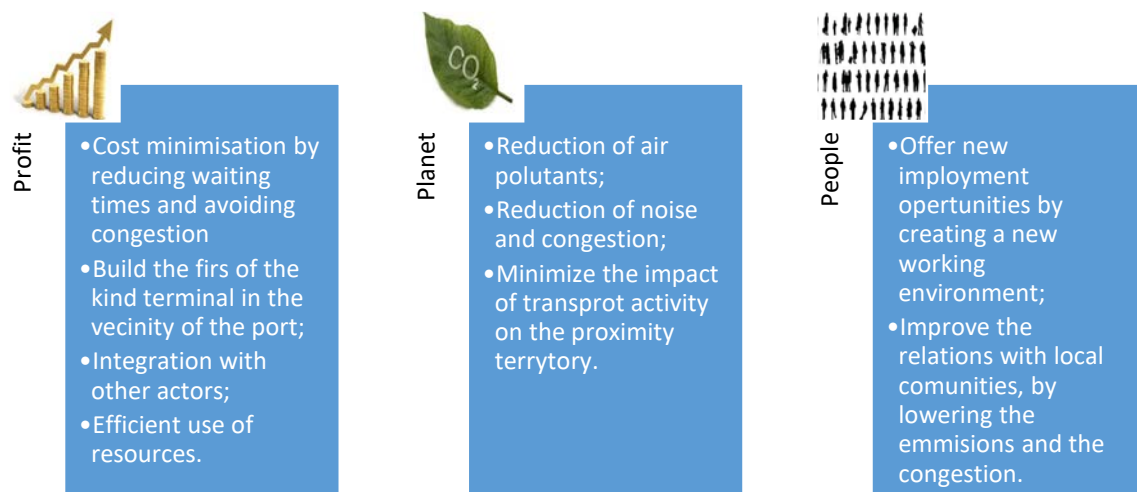 Profit
•Cost minimisation by
reducing waiting
times and avoiding
congestion
•Build the firs of the
kind terminal in the
vecinity of the port;
•Integration with
other actors;
•Efficient use of
resources.
CO2
Planet
•Reduction of air
polutants;
•Reduction of noise
and congestion;
•Minimize the impact
of transprot activity
on the proximity
terrytory.
People
•Offer new
imployment
opertunities by
creating a new
working
environment;
•Improve the
relations with local
comunities, by
lowering the
emmisions and the
congestion.